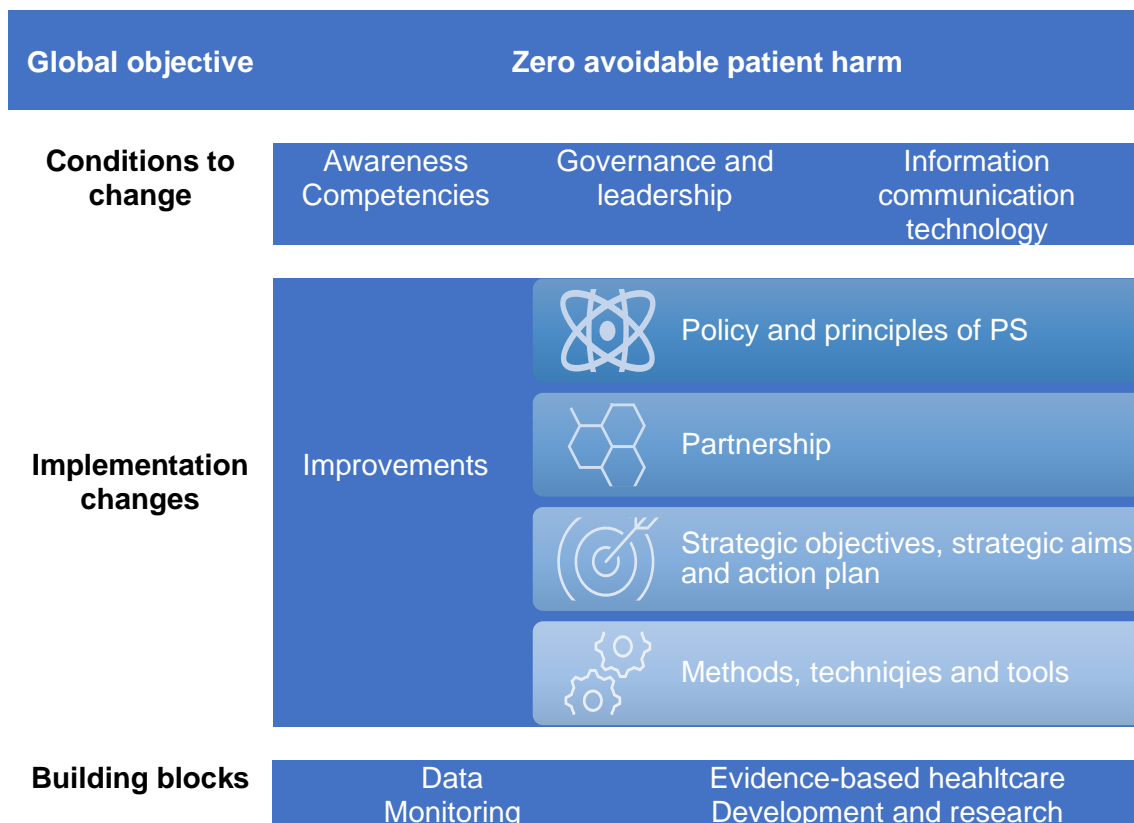 Global objective
Zero avoidable patient harm
Conditions to
change
Awareness
Competencies
Governance and
leadership
Information
communication
technology
Implementation
changes
Improvements
Policy and principles of PS
Partnership
Strategic objectives, strategic aims
and action plan
Methods, techniqies and tools
Building blocks
Data
Monitoring
Evidence-based heahltcare
Development and research